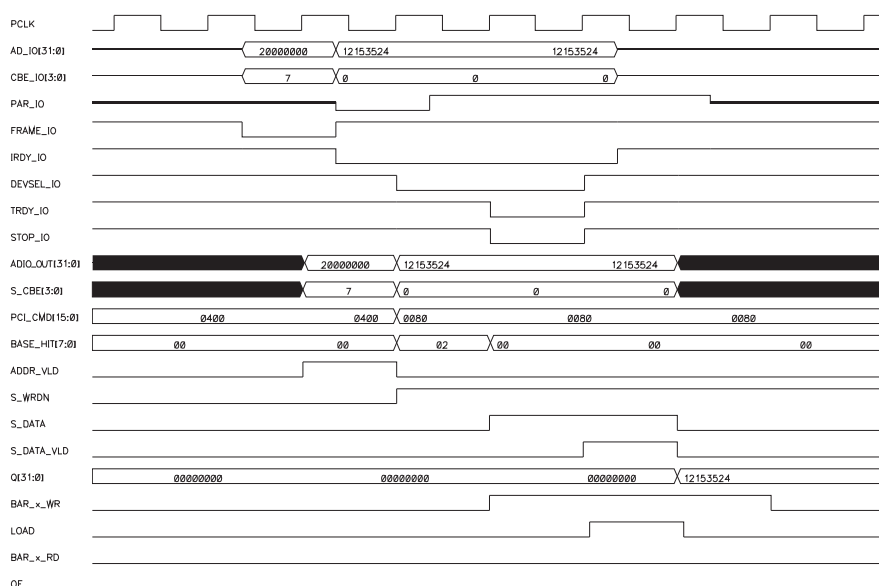 PCLK
AD_IO[31:0] 20000000 12153524 12153524
CBE_IO[3:0] 7 0 0 0
PAR_IO
FRAME_IO
IRDY_IO
DEVSEL_IO
TRDY_IO
STOP_IO
ADIO_OUT[31:0] 20000000 12153524 12153524
S_CBE[3:0] 7 0 0 0
PCI_CMD[15:0] 0400 0400 0080 0080 0080
BASE_HIT[7:0] 00 00 02 00 00 00
ADDR_VLD
S_WRDN
S_DATA
S_DATA_VLD
Q[31:0] 00000000 00000000 00000000 12153524
BAR_x_WR
LOAD
BAR_x_RD
OE